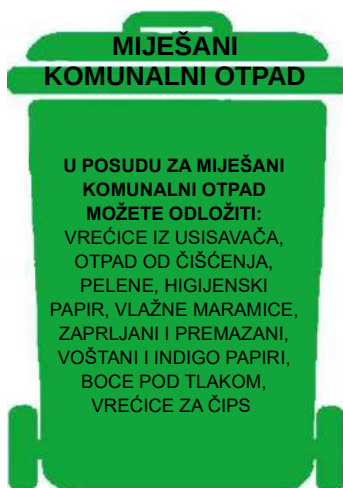 MIJEŠANI
KOMUNALNI OTPAD
U POSUDU ZA MIJEŠANI
KOMUNALNI OTPAD
MOŽETE ODLOŽITI:
VREĆICE IZ USISAVAČA,
OTPAD OD ČIŠĆENJA,
PELENE, HIGIJENSKI
PAPIR, VLAŽNE MARAMICE,
ZAPRLJANI I PREMAZANI,
VOŠTANI I INDIGO PAPIRI,
BOCE POD TLAKOM,
VREĆICE ZA ČIPS